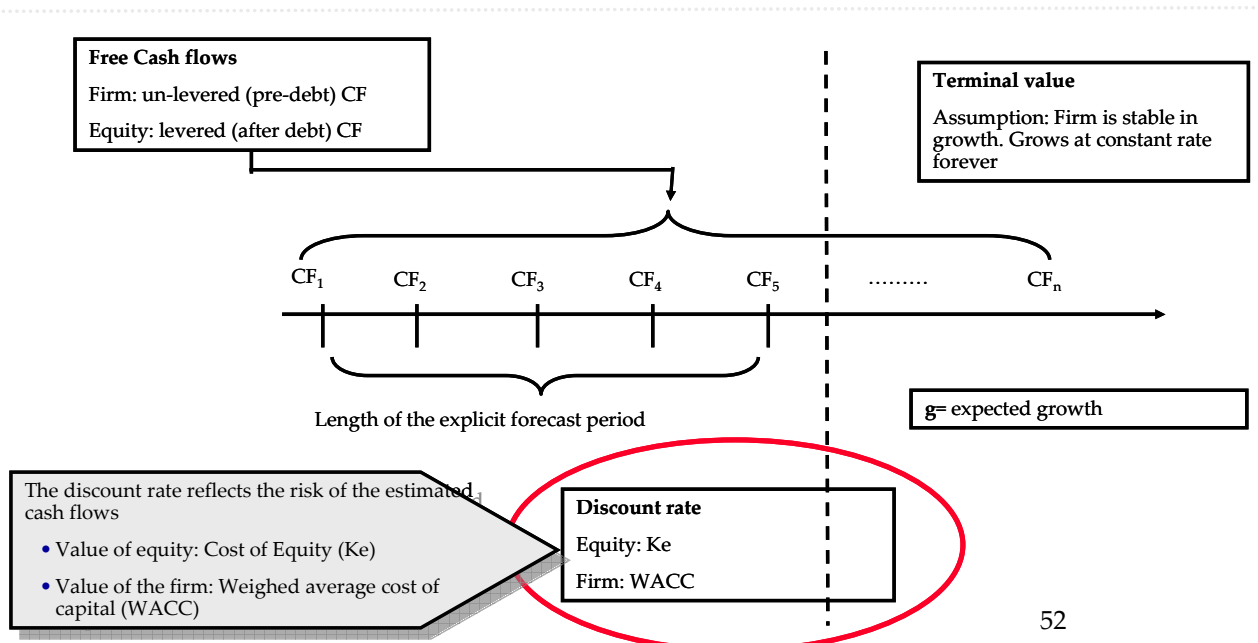 Free Cash flows
Firm: un-levered (pre-debt) CF
Equity: levered (after debt) CF
Terminal value
Assumption: Firm is stable in
growth. Grows at constant rate
forever
CF₁ CF₂ CF₃ CF₄ CF₅ ......... CFₙ
Length of the explicit forecast period
g= expected growth
The discount rate reflects the risk of the estimated
cash flows
• Value of equity: Cost of Equity (Ke)
• Value of the firm: Weighed average cost of
capital (WACC)
Discount rate
Equity: Ke
Firm: WACC
52